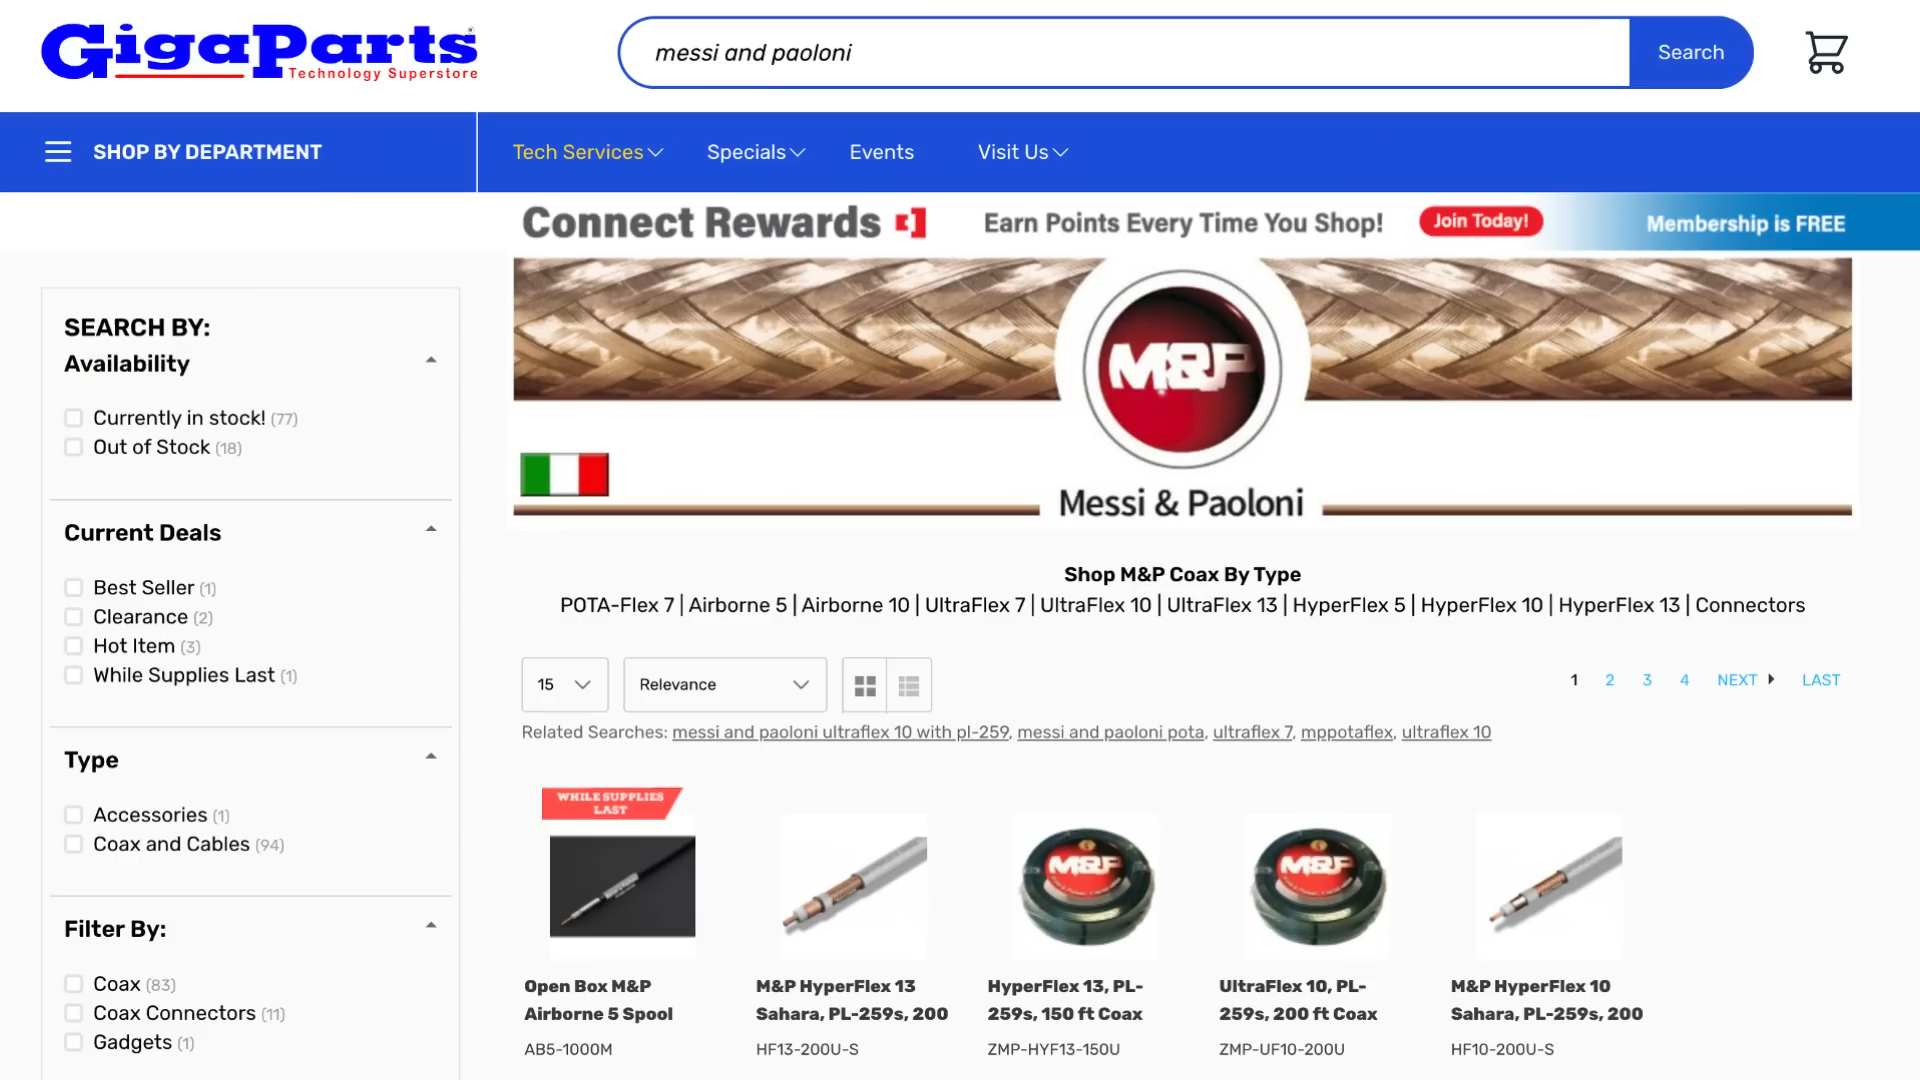 GigaParts
Technology Superstore
messi and paoloni
Search
SHOP BY DEPARTMENT
Tech Services
Specials
Events
Visit Us
Connect Rewards
Earn Points Every Time You Shop!
Join Today!
Membership is FREE
M&P
Messi & Paoloni
SEARCH BY:
Availability
Currently in stock! (77)
Out of Stock (18)
Current Deals
Best Seller (1)
Clearance (2)
Hot Item (3)
While Supplies Last (1)
Type
Accessories (1)
Coax and Cables (94)
Filter By:
Coax (83)
Coax Connectors (11)
Gadgets (1)
Shop M&P Coax By Type
POTA-Flex 7 | Airborne 5 | Airborne 10 | UltraFlex 7 | UltraFlex 10 | UltraFlex 13 | HyperFlex 5 | HyperFlex 10 | HyperFlex 13 | Connectors
15
Relevance
1 2 3 4 NEXT LAST
Related Searches: messi and paoloni ultraflex 10 with pl-259, messi and paoloni pota, ultraflex 7, mppotaflex, ultraflex 10
WHILE SUPPLIES
LAST
M&P
M&P
Open Box M&P
Airborne 5 Spool
AB5-1000M
M&P HyperFlex 13
Sahara, PL-259s, 200
HF13-200U-S
HyperFlex 13, PL-
259s, 150 ft Coax
ZMP-HYF13-150U
UltraFlex 10, PL-
259s, 200 ft Coax
ZMP-UF10-200U
M&P HyperFlex 10
Sahara, PL-259s, 200
HF10-200U-S